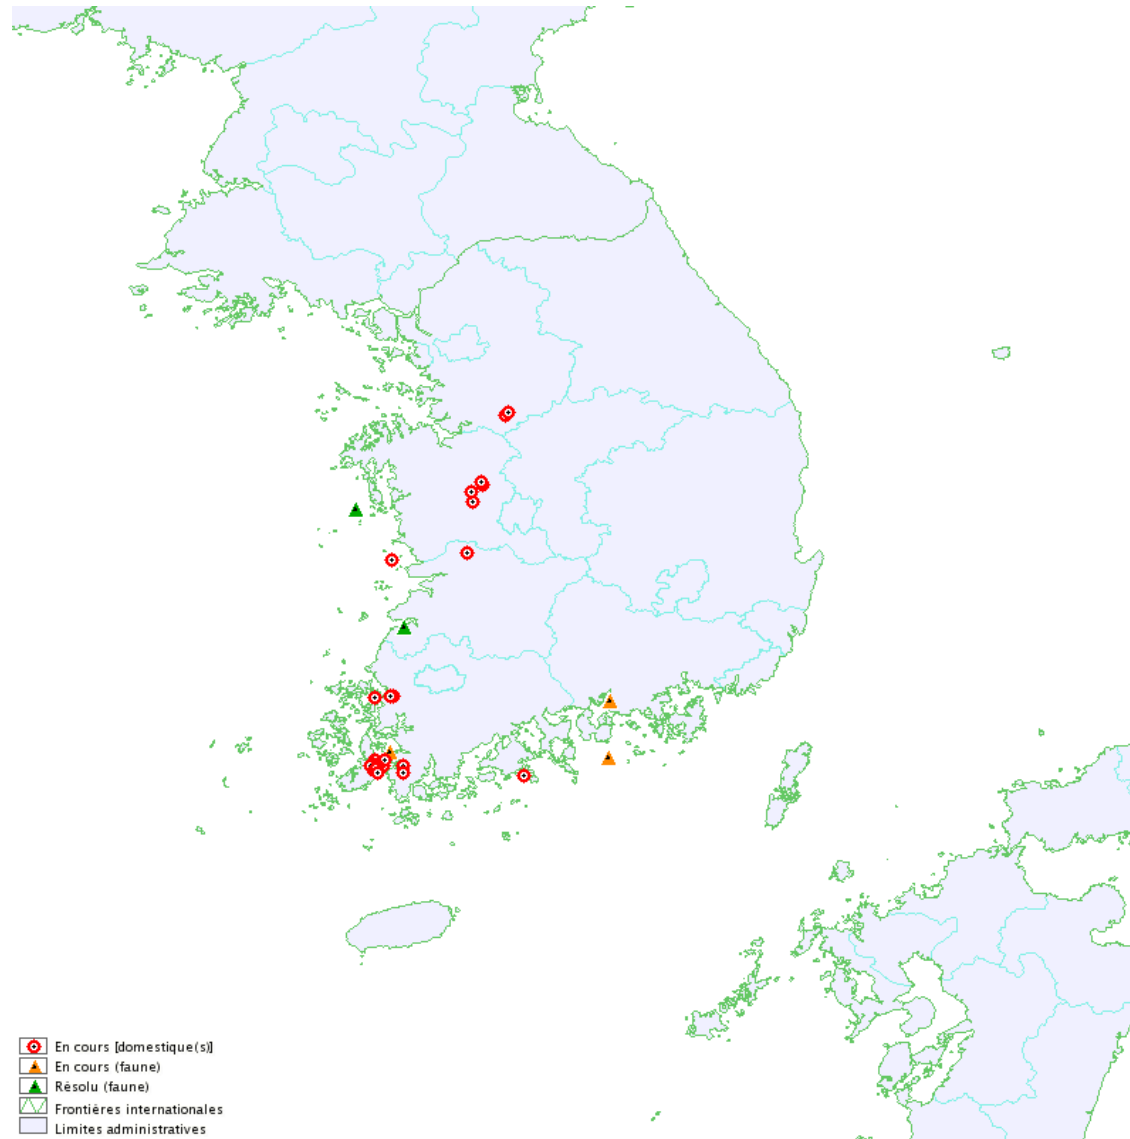 En cours [domestique(s)]
En cours (faune)
Résolu (faune)
Frontières internationales
Limites administratives